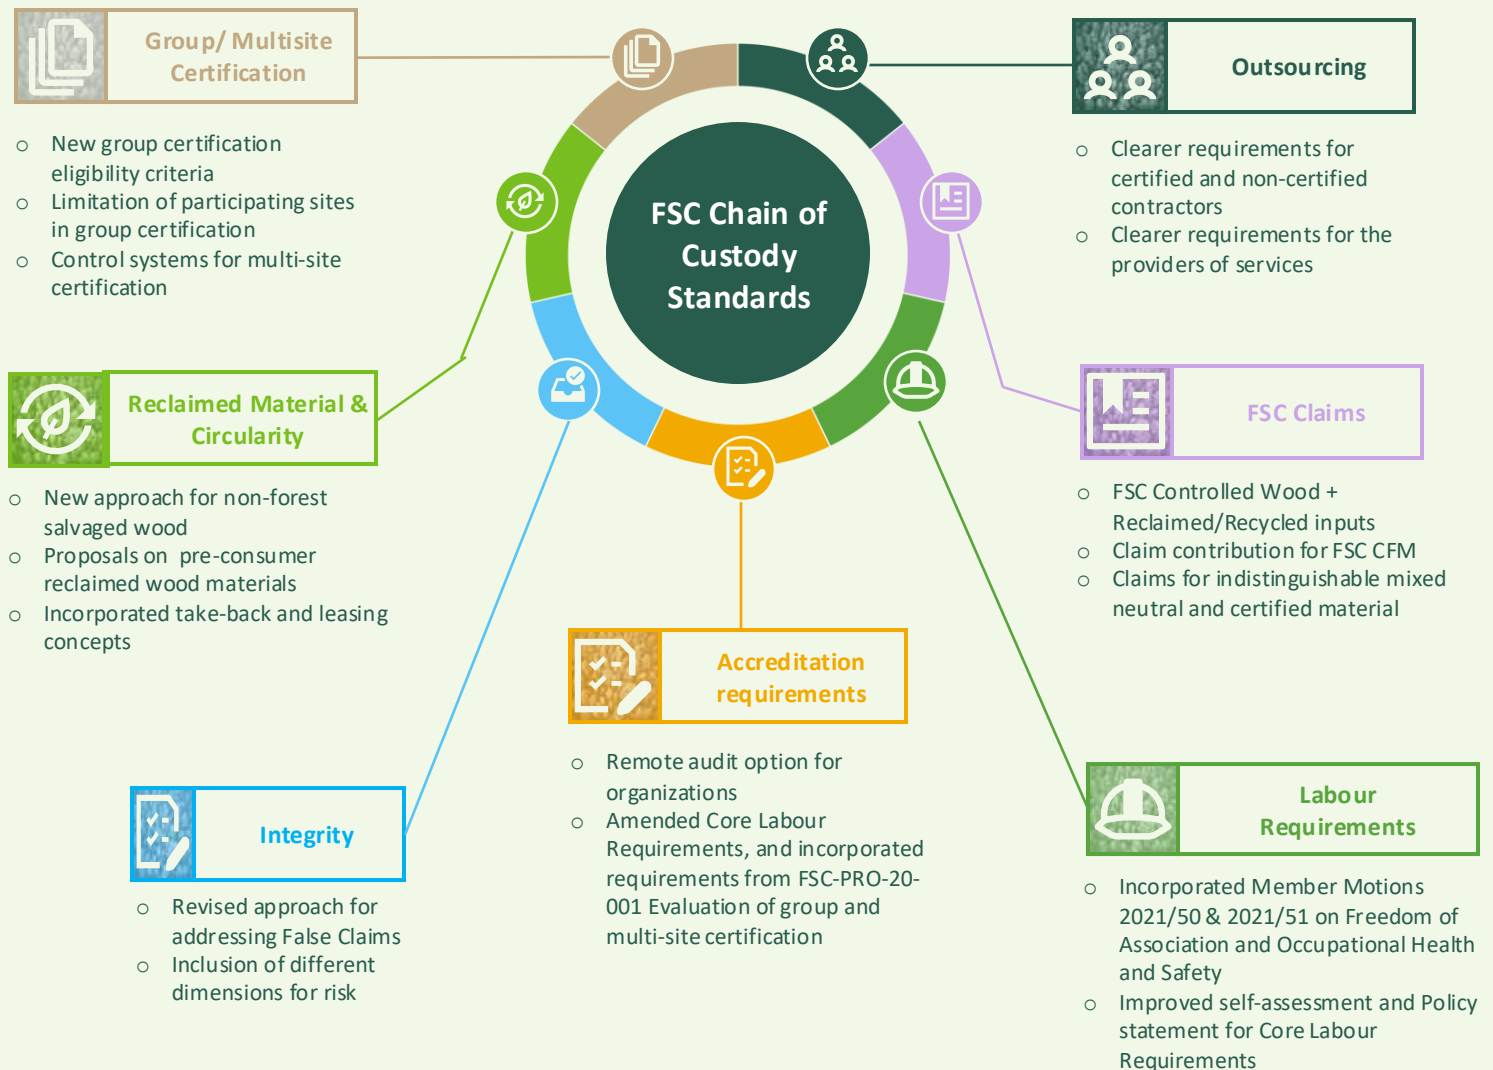 FSC Chain of
Custody
Standards
Group/ Multisite
Certification
o New group certification
eligibility criteria
o Limitation of participating sites
in group certification
o Control systems for multi-site
certification
Outsourcing
o Clearer requirements for
certified and non-certified
contractors
o Clearer requirements for the
providers of services
Reclaimed Material &
Circularity
o New approach for non-forest
salvaged wood
o Proposals on pre-consumer
reclaimed wood materials
o Incorporated take-back and leasing
concepts
FSC Claims
o FSC Controlled Wood +
Reclaimed/Recycled inputs
o Claim contribution for FSC CFM
o Claims for indistinguishable mixed
neutral and certified material
Integrity
o Revised approach for
addressing False Claims
o Inclusion of different
dimensions for risk
Accreditation
requirements
o Remote audit option for
organizations
o Amended Core Labour
Requirements, and incorporated
requirements from FSC-PRO-20-
001 Evaluation of group and
multi-site certification
Labour
Requirements
o Incorporated Member Motions
2021/50 & 2021/51 on Freedom of
Association and Occupational Health
and Safety
o Improved self-assessment and Policy
statement for Core Labour
Requirements